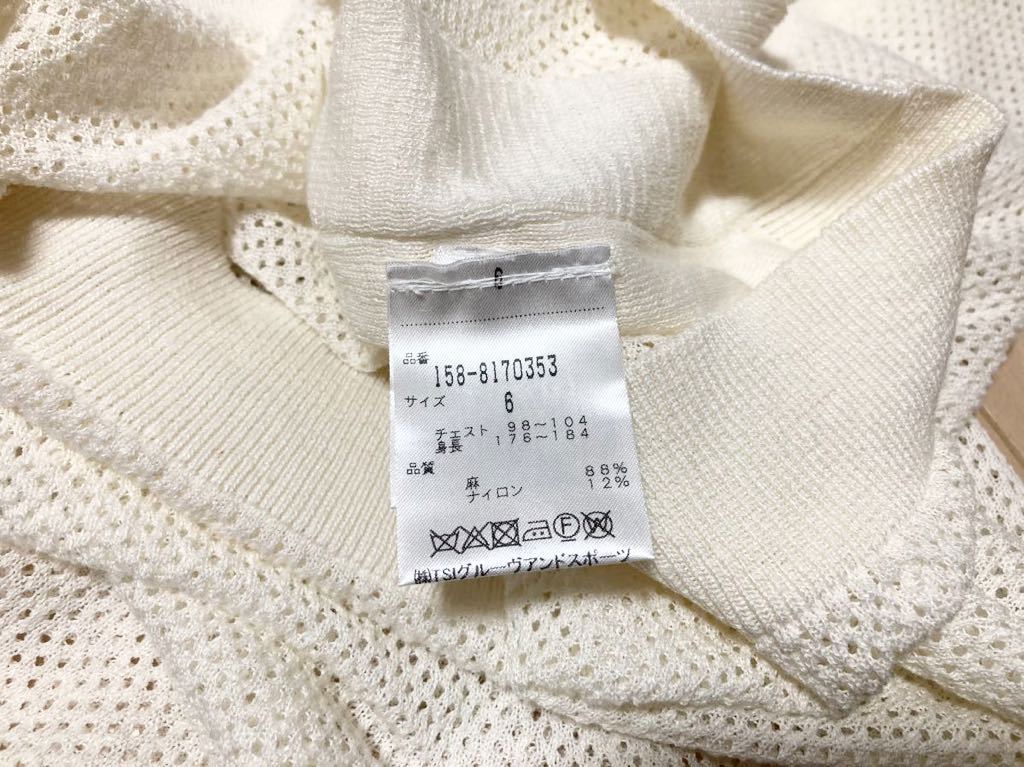 6
品番
158-8170353
サイズ 6
チェスト 98～104
身長 176～184
品質
麻 88%
ナイロン 12%
F W
㈱TSIグルーヴアンドスポーツ